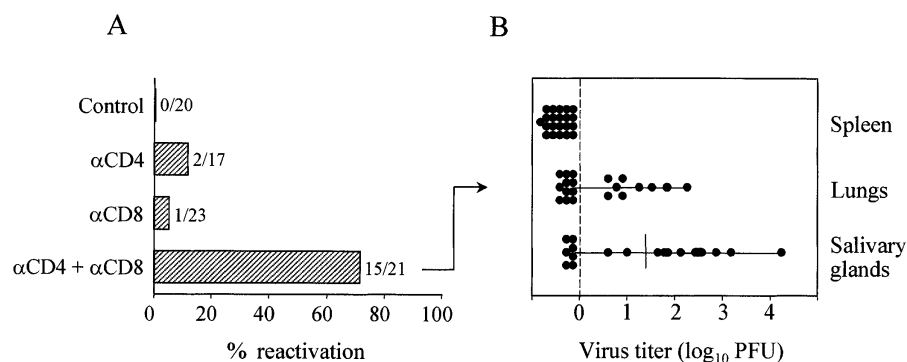 A
B
Control
0/20
αCD4
2/17
αCD8
1/23
αCD4 + αCD8
15/21
0 20 40 60 80 100
% reactivation
Spleen
Lungs
Salivary
glands
0 1 2 3 4
Virus titer (log10 PFU)